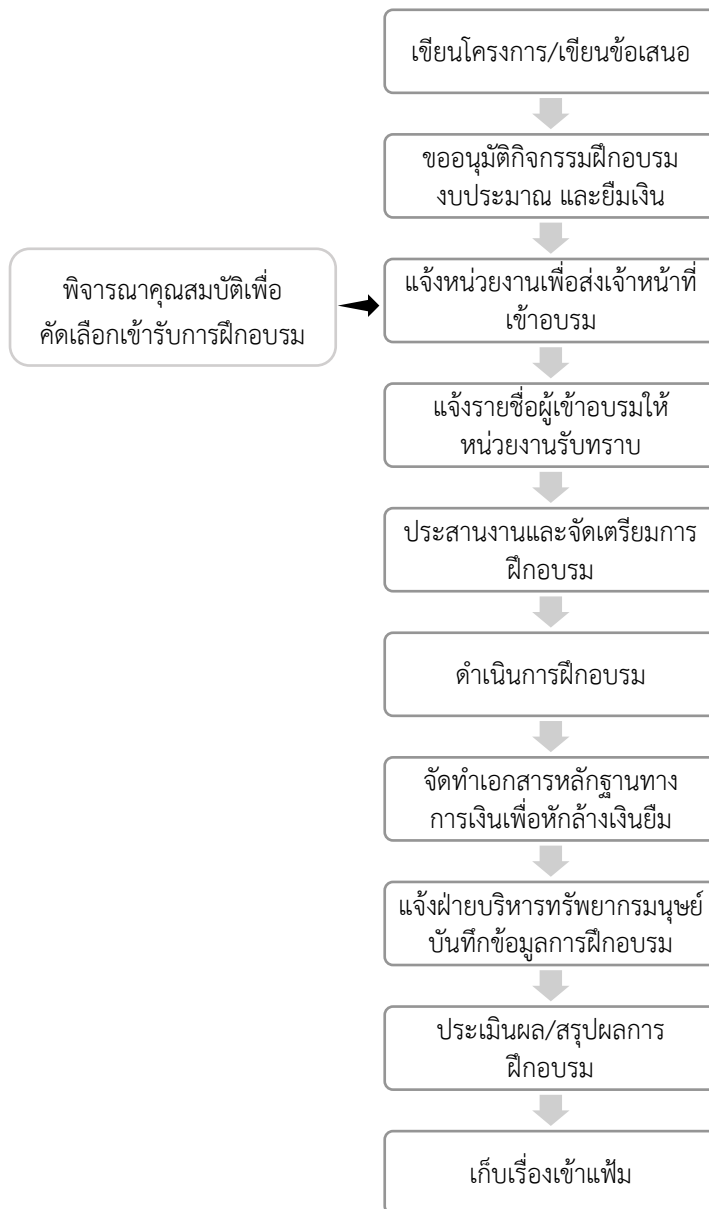 เขียนโครงการ/เขียนข้อเสนอ
ขออนุมัติกิจกรรมฝึกอบรม
งบประมาณ และยืมเงิน
พิจารณาคุณสมบัติเพื่อ
คัดเลือกเข้ารับการฝึกอบรม
แจ้งหน่วยงานเพื่อส่งเจ้าหน้าที่
เข้าอบรม
แจ้งรายชื่อผู้เข้าอบรมให้
หน่วยงานรับทราบ
ประสานงานและจัดเตรียมการ
ฝึกอบรม
ดำเนินการฝึกอบรม
จัดทำเอกสารหลักฐานทาง
การเงินเพื่อหักล้างเงินยืม
แจ้งฝ่ายบริหารทรัพยากรมนุษย์
บันทึกข้อมูลการฝึกอบรม
ประเมินผล/สรุปผลการ
ฝึกอบรม
เก็บเรื่องเข้าแฟ้ม